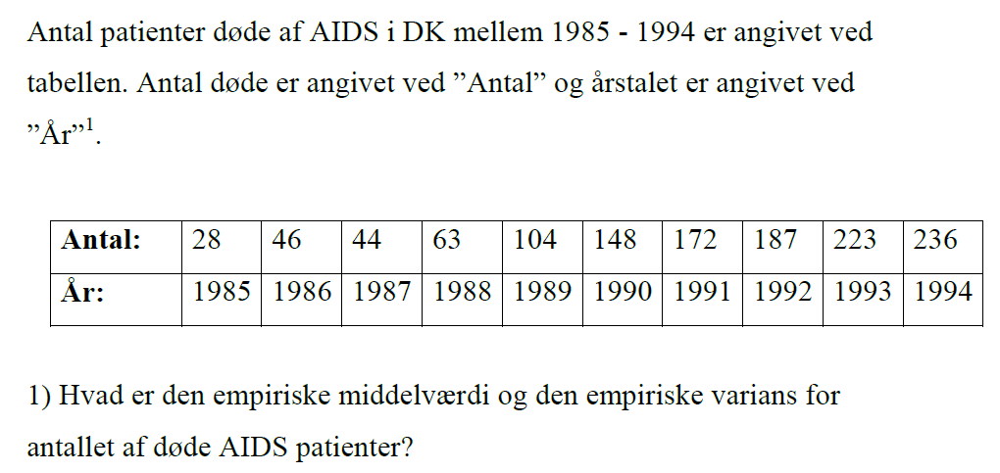 Antal patienter døde af AIDS i DK mellem 1985 - 1994 er angivet ved
tabellen. Antal døde er angivet ved ”Antal” og årstalet er angivet ved
”År”¹.
Antal: 28 46 44 63 104 148 172 187 223 236
År: 1985 1986 1987 1988 1989 1990 1991 1992 1993 1994
1) Hvad er den empiriske middelværdi og den empiriske varians for
antallet af døde AIDS patienter?